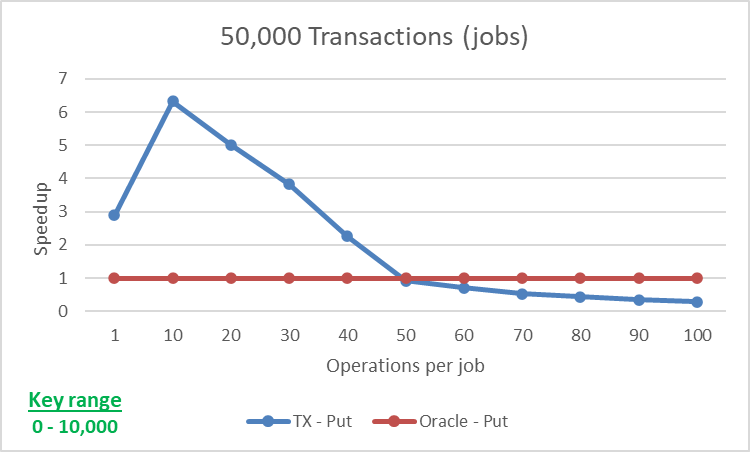 50,000 Transactions (jobs)
7
6
5
4
3
2
1
0
Speedup
1 10 20 30 40 50 60 70 80 90 100
Operations per job
Key range
0 - 10,000
TX - Put Oracle - Put